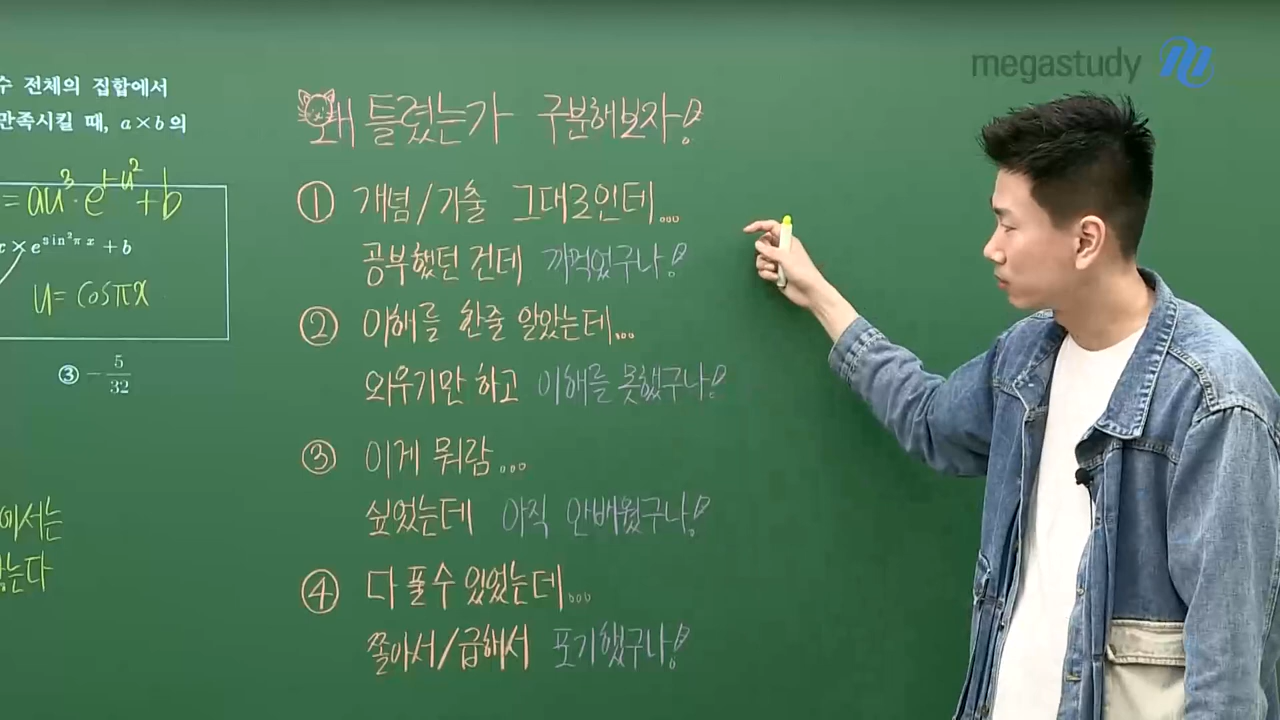 megastudy
수 전체의 집합에서
만족시킬 때, a×b의
= au³·e^{1-u²}+b
×e^{sin²πx}+b
u= cosπx
③ -5/32
에서는
는다
왜 틀렸는가 구분해보자!
① 개념/기출 그대로인데...
공부했던 건데 까먹었구나!
② 이해를 한줄 알았는데...
외우기만 하고 이해를 못했구나!
③ 이게 뭐람...
싶었는데 아직 안배웠구나!
④ 다 풀수 있었는데...
쫄아서/급해서 포기했구나!